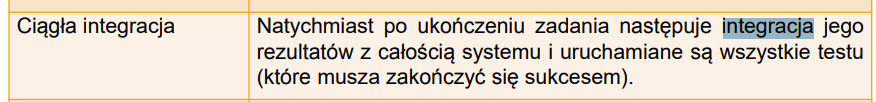 Ciągła integracja
Natychmiast po ukończeniu zadania następuje integracja jego
rezultatów z całością systemu i uruchamiane są wszystkie testu
(które musza zakończyć się sukcesem).